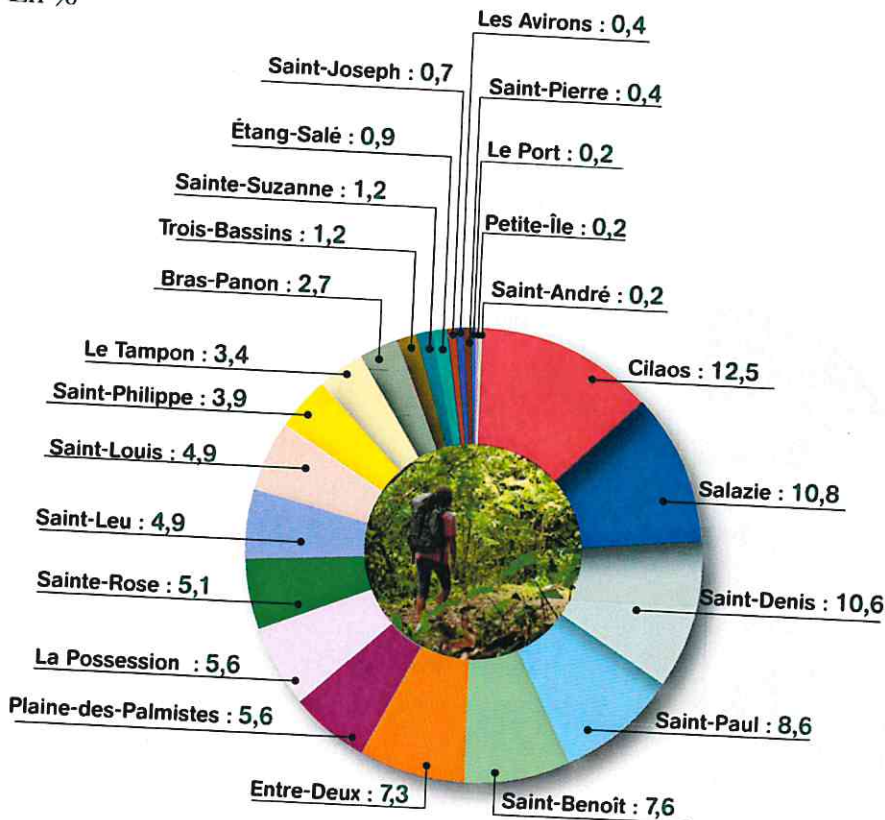 En %
Les Avirons : 0,4
Saint-Joseph : 0,7
Saint-Pierre : 0,4
Étang-Salé : 0,9
Le Port : 0,2
Sainte-Suzanne : 1,2
Petite-Île : 0,2
Trois-Bassins : 1,2
Saint-André : 0,2
Bras-Panon : 2,7
Le Tampon : 3,4
Cilaos : 12,5
Saint-Philippe : 3,9
Saint-Louis : 4,9
Salazie : 10,8
Saint-Leu : 4,9
Sainte-Rose : 5,1
Saint-Denis : 10,6
La Possession : 5,6
Plaine-des-Palmistes : 5,6
Saint-Paul : 8,6
Entre-Deux : 7,3
Saint-Benoît : 7,6